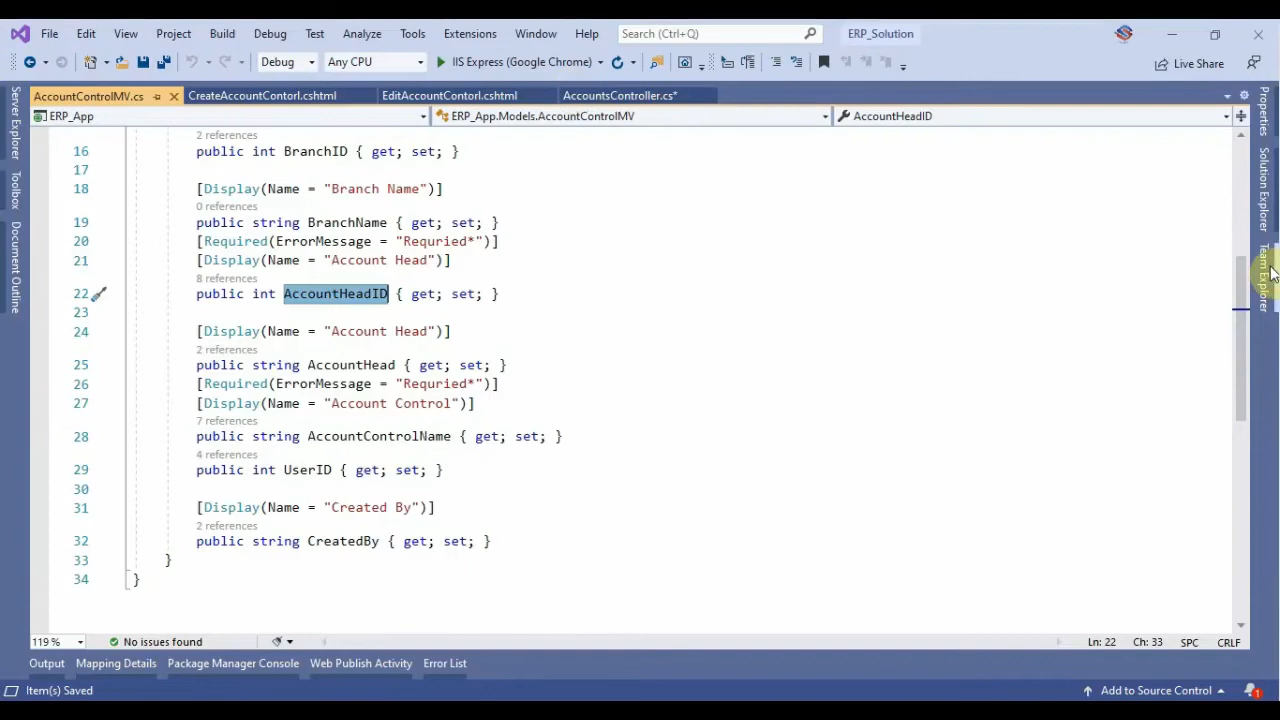 File Edit View Project Build Debug Test Analyze Tools Extensions Window Help Search (Ctrl+Q) ERP_Solution
Debug Any CPU IIS Express (Google Chrome) Live Share
AccountControlMV.cs CreateAccountContorl.cshtml EditAccountContorl.cshtml AccountsController.cs*
ERP_App ERP_App.Models.AccountControlMV AccountHeadID
Server Explorer
Toolbox
Document Outline
2 references
16 public int BranchID { get; set; }
17
18 [Display(Name = "Branch Name")]
0 references
19 public string BranchName { get; set; }
20 [Required(ErrorMessage = "Requried*")]
21 [Display(Name = "Account Head")]
8 references
22 public int AccountHeadID { get; set; }
23
24 [Display(Name = "Account Head")]
2 references
25 public string AccountHead { get; set; }
26 [Required(ErrorMessage = "Requried*")]
27 [Display(Name = "Account Control")]
7 references
28 public string AccountControlName { get; set; }
4 references
29 public int UserID { get; set; }
30
31 [Display(Name = "Created By")]
2 references
32 public string CreatedBy { get; set; }
33 }
34 }
Properties
Solution Explorer
Team Explorer
119 % No issues found Ln: 22 Ch: 33 SPC CRLF
Output Mapping Details Package Manager Console Web Publish Activity Error List
Item(s) Saved Add to Source Control 1